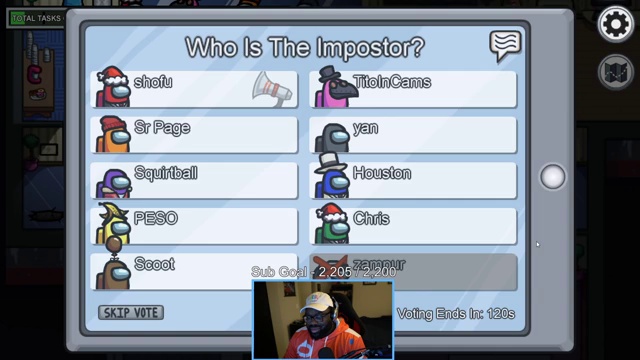 TOTAL TASKS
Who Is The Impostor?
shofu
TitoInCams
Sr Page
yan
Squirtball
Houston
PESO
Chris
Scoot
zampur
Sub Goal - 2,205 / 2,200
SKIP VOTE
Voting Ends In: 120s